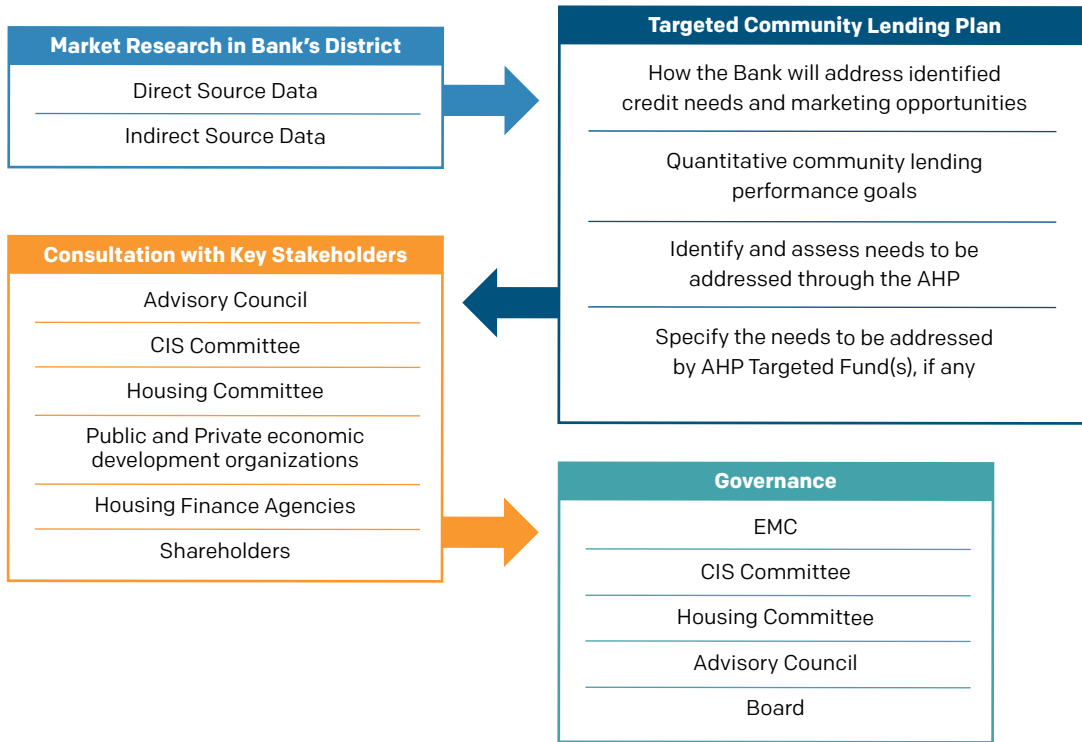 Market Research in Bank's District
Direct Source Data
Indirect Source Data
Targeted Community Lending Plan
How the Bank will address identified
credit needs and marketing opportunities
Quantitative community lending
performance goals
Identify and assess needs to be
addressed through the AHP
Specify the needs to be addressed
by AHP Targeted Fund(s), if any
Consultation with Key Stakeholders
Advisory Council
CIS Committee
Housing Committee
Public and Private economic
development organizations
Housing Finance Agencies
Shareholders
Governance
EMC
CIS Committee
Housing Committee
Advisory Council
Board